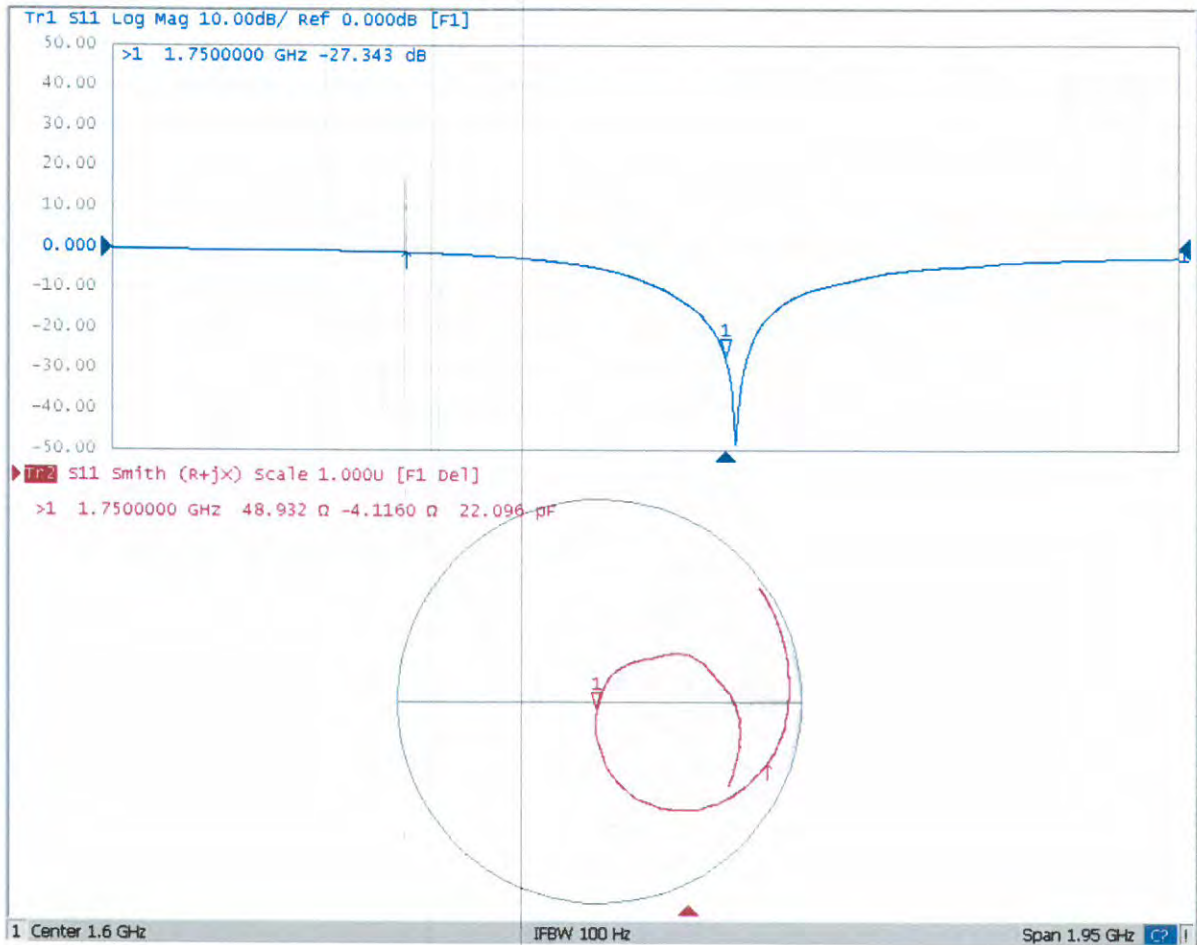 Tr1 S11 Log Mag 10.00dB/ Ref 0.000dB [F1]
50.00
>1 1.7500000 GHz -27.343 dB
40.00
30.00
20.00
10.00
0.000
-10.00
-20.00
1
-30.00
-40.00
-50.00
Tr2 S11 Smith (R+jX) Scale 1.000U [F1 Del]
>1 1.7500000 GHz 48.932 Ω -4.1160 Ω 22.096 pF
1
1 Center 1.6 GHz IFBW 100 Hz Span 1.95 GHz C?